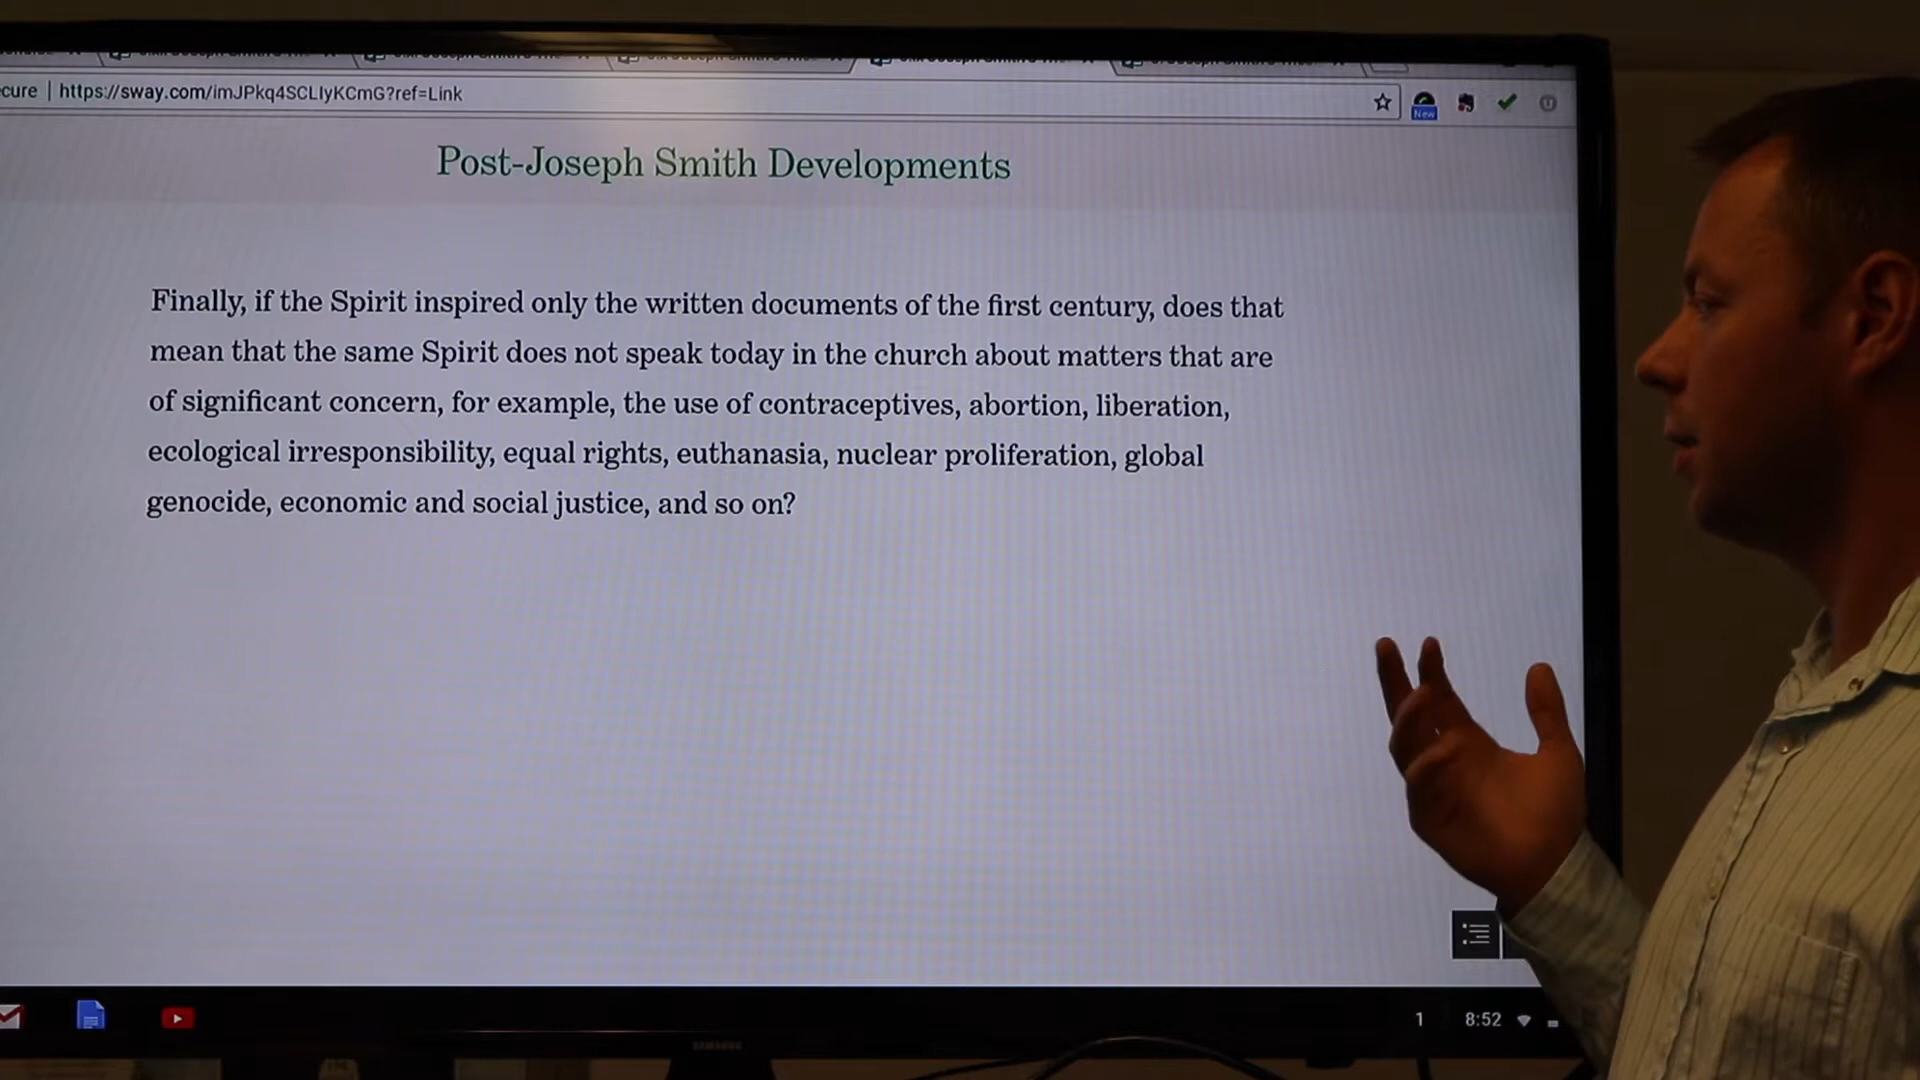 cure | https://sway.com/imJPkq4SCLIyKCmG?ref=Link
New
Post-Joseph Smith Developments
Finally, if the Spirit inspired only the written documents of the first century, does that
mean that the same Spirit does not speak today in the church about matters that are
of significant concern, for example, the use of contraceptives, abortion, liberation,
ecological irresponsibility, equal rights, euthanasia, nuclear proliferation, global
genocide, economic and social justice, and so on?
1 8:52
SAMSUNG